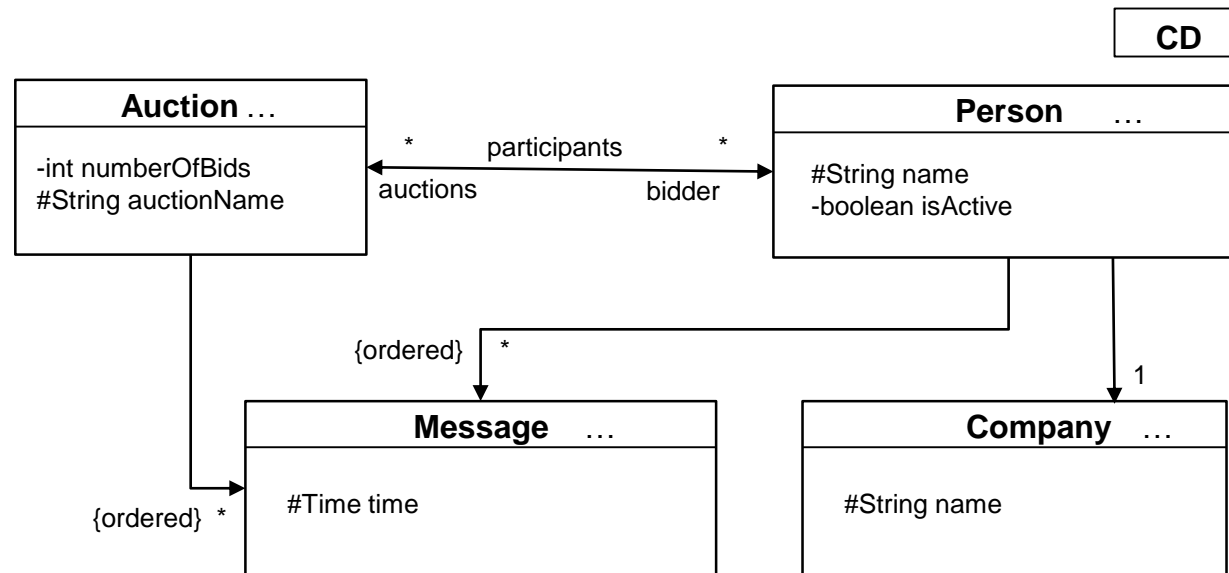 CD
Auction ...
-int numberOfBids
#String auctionName
* participants *
auctions bidder
Person ...
#String name
-boolean isActive
{ordered} *
1
Message ...
#Time time
{ordered} *
Company ...
#String name